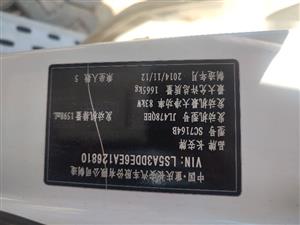 中国·重庆长安汽车股份有限公司制造
VIN: LS5A3DDE6EA126810
品牌 长安牌
型号 SC7164B
发动机型号 JL478QEE
发动机最大净功率 83kW
发动机排量 1598mL
最大允许总质量 1665kg
制造年月 2014/11/12
乘坐人数 5